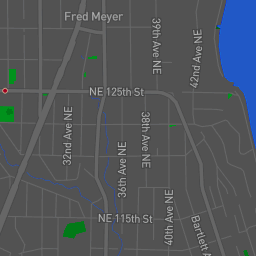 Fred Meyer
39th Ave NE
42nd Ave NE
NE 125th St
32nd Ave NE
38th Ave NE
36th Ave NE
40th Ave NE
NE 115th St
Bartlett